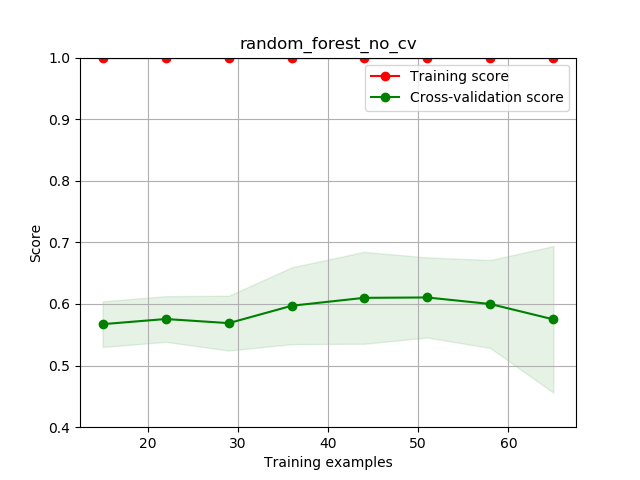 random_forest_no_cv
1.0
Training score
Cross-validation score
0.9
0.8
0.7
0.6
0.5
0.4
Score
20
30
40
50
60
Training examples